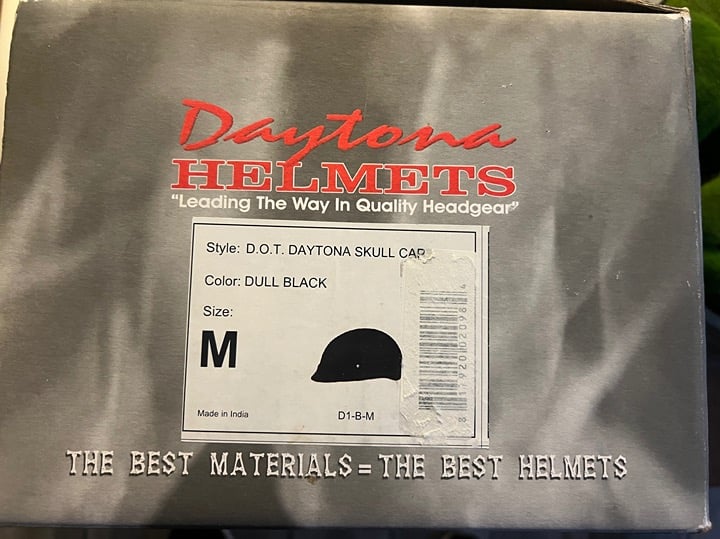 Daytona
HELMETS
"Leading The Way In Quality Headgear"
Style: D.O.T. DAYTONA SKULL CAP
Color: DULL BLACK
Size:
M
Made in India
D1-B-M
THE BEST MATERIALS = THE BEST HELMETS